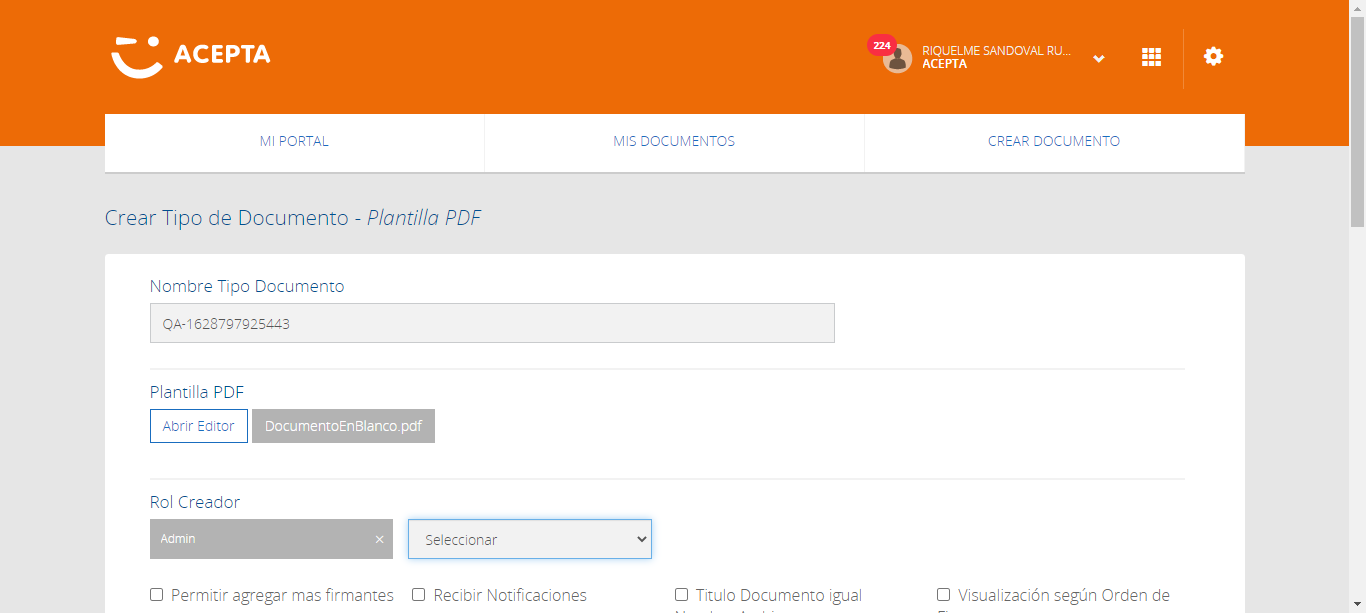 ACEPTA
224
RIQUELME SANDOVAL RU...
ACEPTA
MI PORTAL
MIS DOCUMENTOS
CREAR DOCUMENTO
Crear Tipo de Documento - Plantilla PDF
Nombre Tipo Documento
QA-1628797925443
Plantilla PDF
Abrir Editor
DocumentoEnBlanco.pdf
Rol Creador
Admin ×
Seleccionar
Permitir agregar mas firmantes
Recibir Notificaciones
Titulo Documento igual
Visualización según Orden de